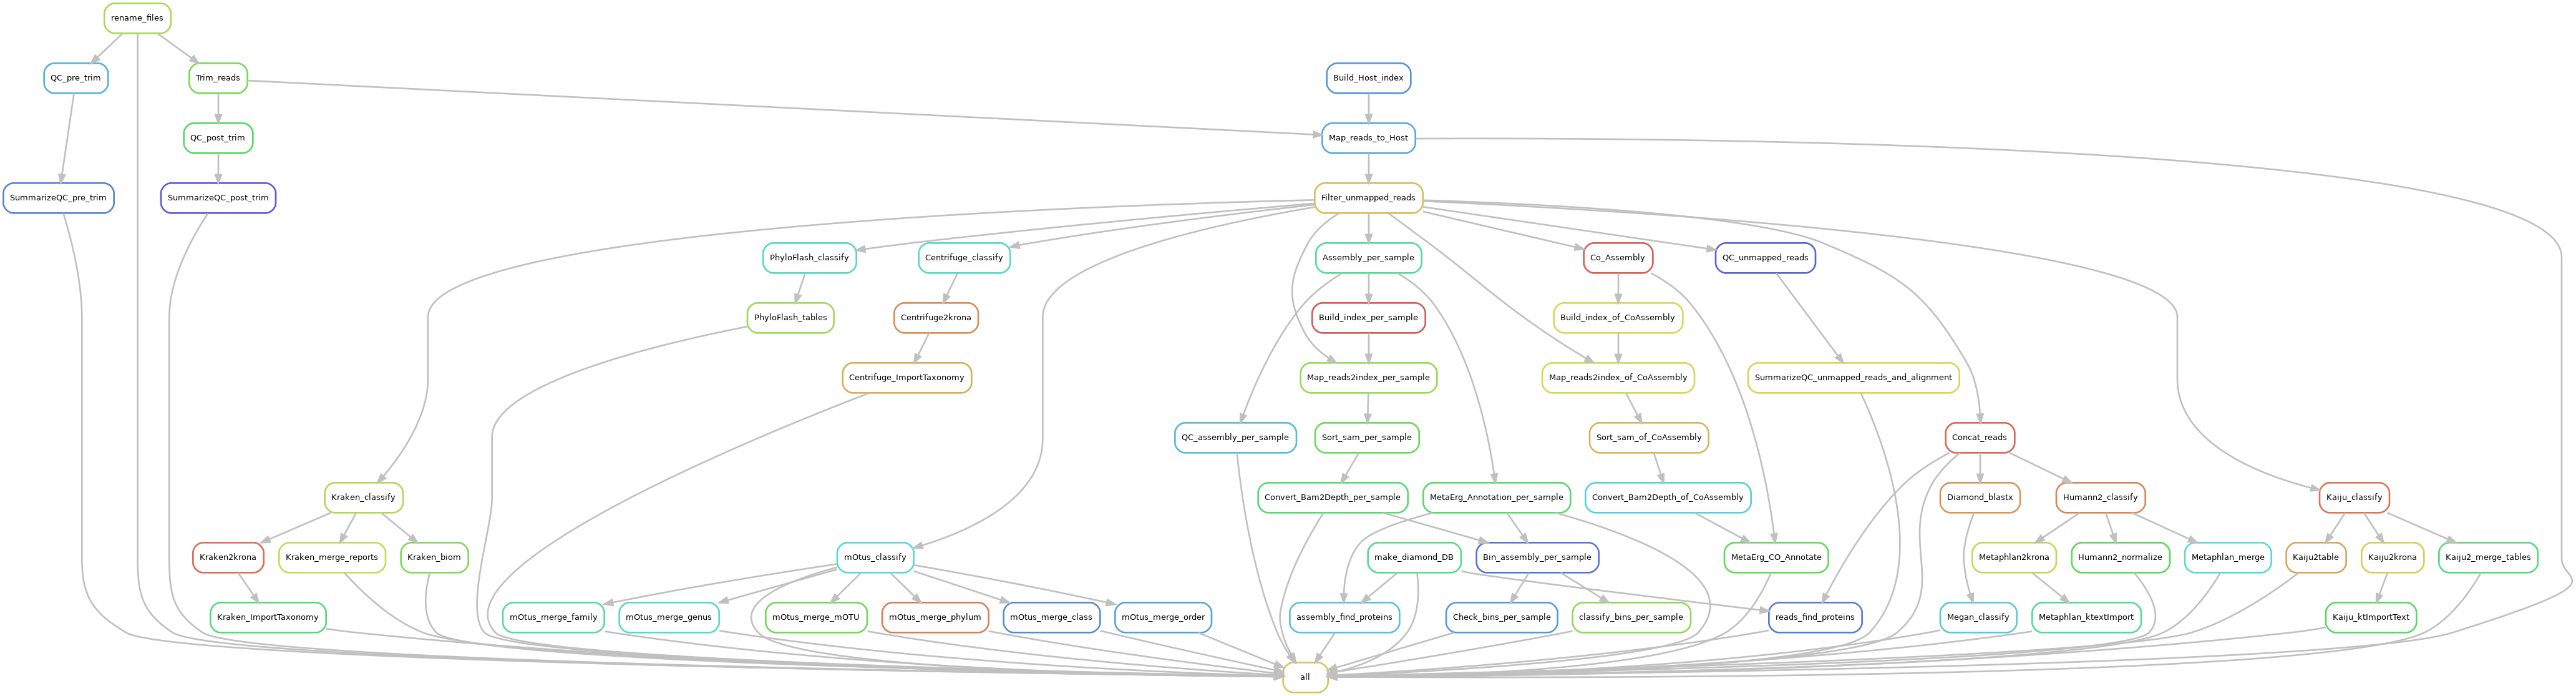 rename_files
QC_pre_trim
Trim_reads
Build_Host_index
QC_post_trim
Map_reads_to_Host
SummarizeQC_pre_trim
SummarizeQC_post_trim
Filter_unmapped_reads
PhyloFlash_classify
Centrifuge_classify
Assembly_per_sample
Co_Assembly
QC_unmapped_reads
PhyloFlash_tables
Centrifuge2krona
Build_index_per_sample
Build_index_of_CoAssembly
Centrifuge_ImportTaxonomy
Map_reads2index_per_sample
Map_reads2index_of_CoAssembly
SummarizeQC_unmapped_reads_and_alignment
QC_assembly_per_sample
Sort_sam_per_sample
Sort_sam_of_CoAssembly
Concat_reads
Kraken_classify
Convert_Bam2Depth_per_sample
MetaErg_Annotation_per_sample
Convert_Bam2Depth_of_CoAssembly
Diamond_blastx
Humann2_classify
Kaiju_classify
Kraken2krona
Kraken_merge_reports
Kraken_biom
mOtus_classify
make_diamond_DB
Bin_assembly_per_sample
MetaErg_CO_Annotate
Metaphlan2krona
Humann2_normalize
Metaphlan_merge
Kaiju2table
Kaiju2krona
Kaiju2_merge_tables
Kraken_ImportTaxonomy
mOtus_merge_family
mOtus_merge_genus
mOtus_merge_mOTU
mOtus_merge_phylum
mOtus_merge_class
mOtus_merge_order
assembly_find_proteins
Check_bins_per_sample
classify_bins_per_sample
reads_find_proteins
Megan_classify
Metaphlan_ktextImport
Kaiju_ktImportText
all